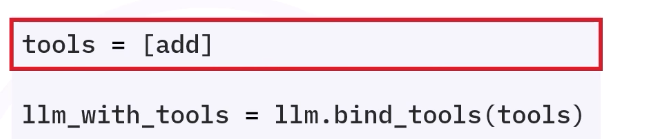 tools = [add]
llm_with_tools = llm.bind_tools(tools)